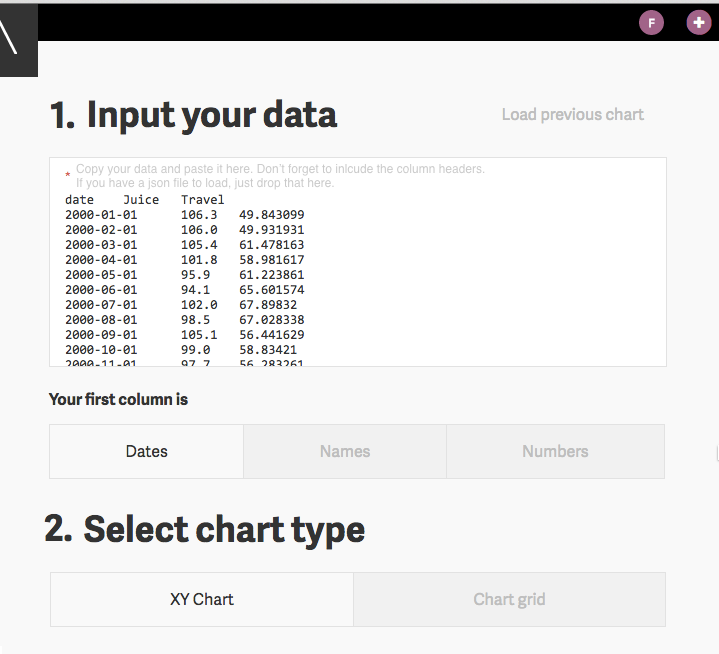 F
1. Input your data
Load previous chart
* Copy your data and paste it here. Don't forget to inlcude the column headers.
If you have a json file to load, just drop that here.
date Juice Travel
2000-01-01 106.3 49.843099
2000-02-01 106.0 49.931931
2000-03-01 105.4 61.478163
2000-04-01 101.8 58.981617
2000-05-01 95.9 61.223861
2000-06-01 94.1 65.601574
2000-07-01 102.0 67.89832
2000-08-01 98.5 67.028338
2000-09-01 105.1 56.441629
2000-10-01 99.0 58.83421
2000-11-01 97.7 56.283261
Your first column is
Dates
Names
Numbers
2. Select chart type
XY Chart
Chart grid